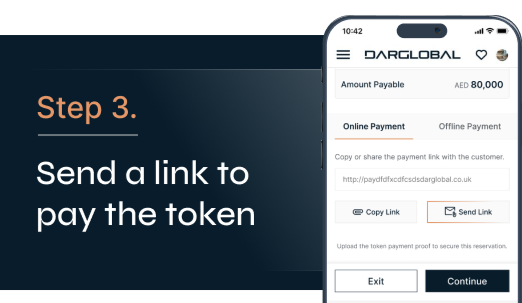 Step 3.
Send a link to
pay the token
10:42
DARGLOBAL
Amount Payable AED 80,000
Online Payment Offline Payment
Copy or share the payment link with the customer.
http://paydfdfxcdfcsdsdarglobal.co.uk
Copy Link Send Link
Upload the token payment proof to secure this reservation.
Exit Continue